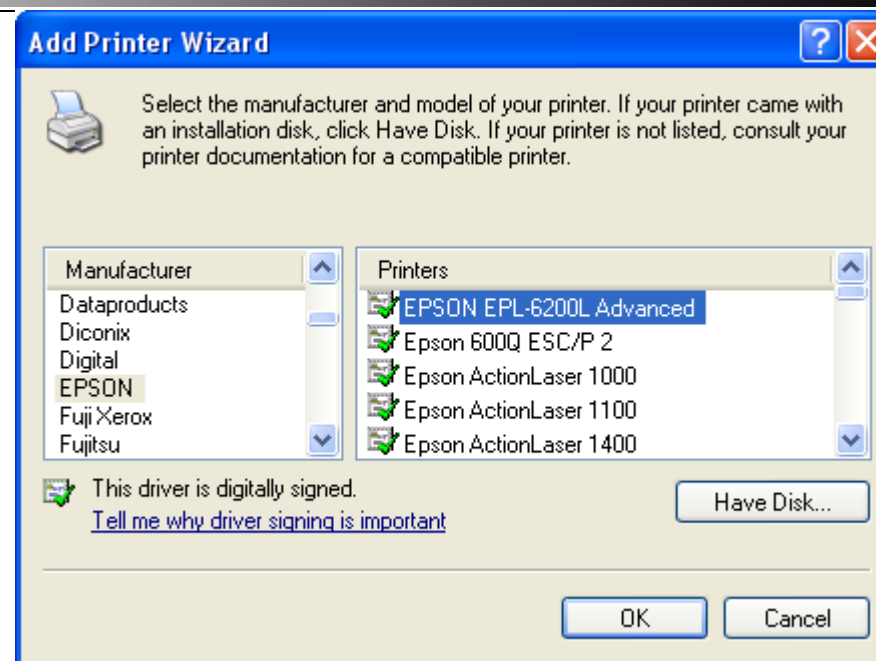 Add Printer Wizard
Select the manufacturer and model of your printer. If your printer came with
an installation disk, click Have Disk. If your printer is not listed, consult your
printer documentation for a compatible printer.
Manufacturer
Dataproducts
Diconix
Digital
EPSON
Fuji Xerox
Fujitsu
Printers
EPSON EPL-6200L Advanced
Epson 600Q ESC/P 2
Epson ActionLaser 1000
Epson ActionLaser 1100
Epson ActionLaser 1400
This driver is digitally signed.
Tell me why driver signing is important
Have Disk...
OK
Cancel